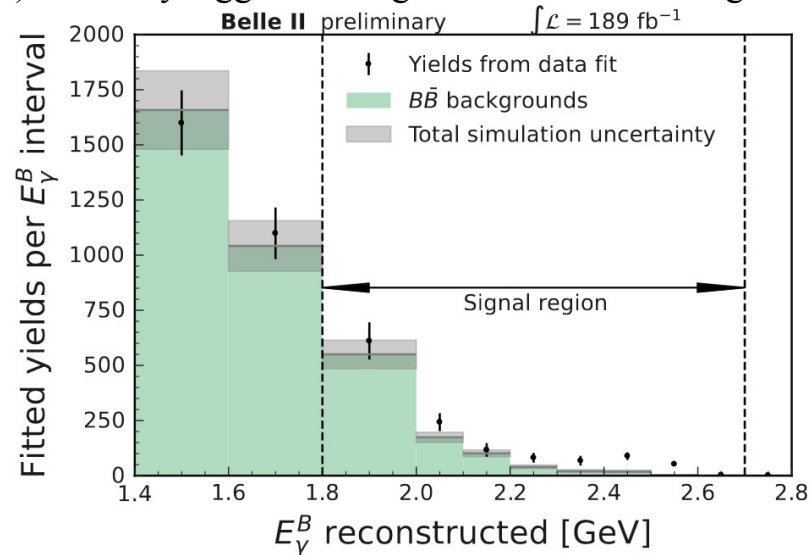 Belle II preliminary ∫ℒ = 189 fb⁻¹
Yields from data fit
BB̄ backgrounds
Total simulation uncertainty
Signal region
Fitted yields per E_γ^B interval
2000
1750
1500
1250
1000
750
500
250
0
1.4 1.6 1.8 2.0 2.2 2.4 2.6 2.8
E_γ^B reconstructed [GeV]